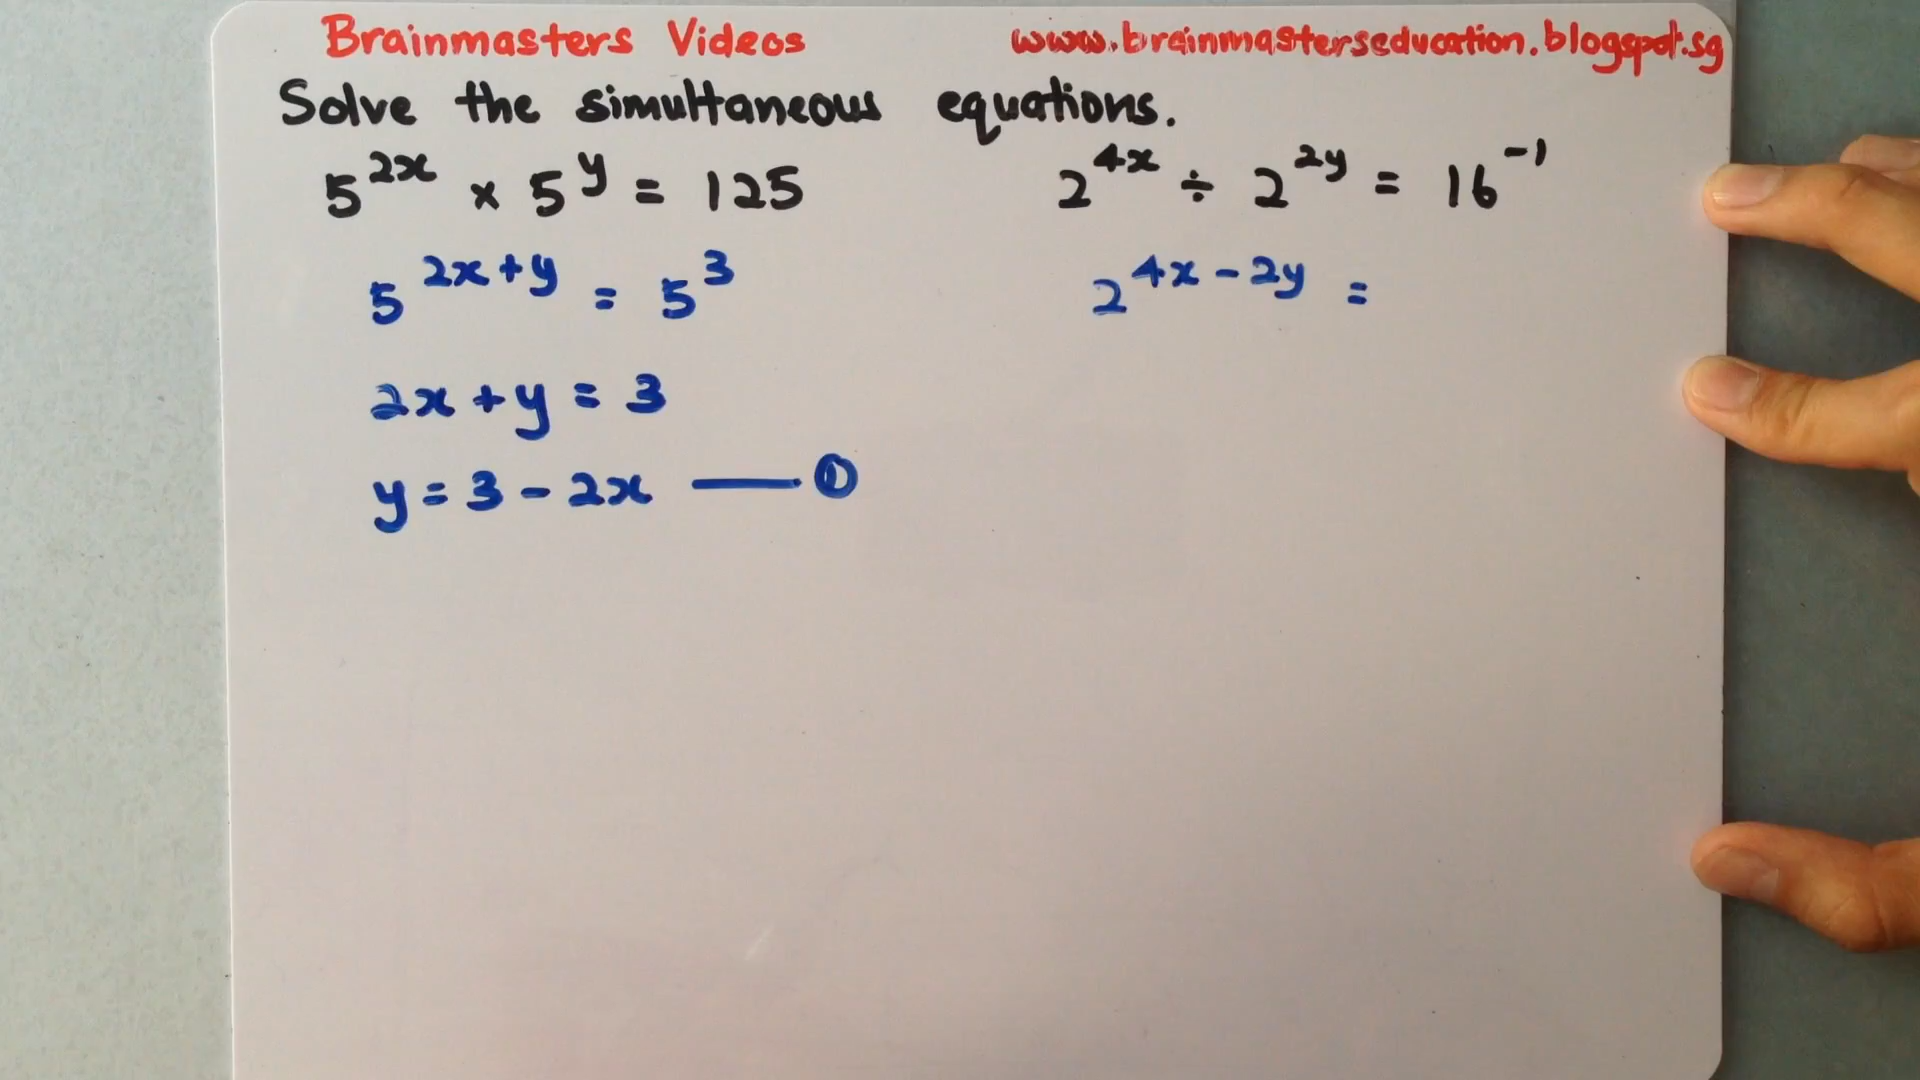 Brainmasters Videos www.brainmasterseducation.blogspot.sg
Solve the simultaneous equations.
5^{2x} × 5^{y} = 125
2^{4x} ÷ 2^{2y} = 16^{-1}
5^{2x+y} = 5^{3}
2^{4x-2y} =
2x + y = 3
y = 3 - 2x —— ①